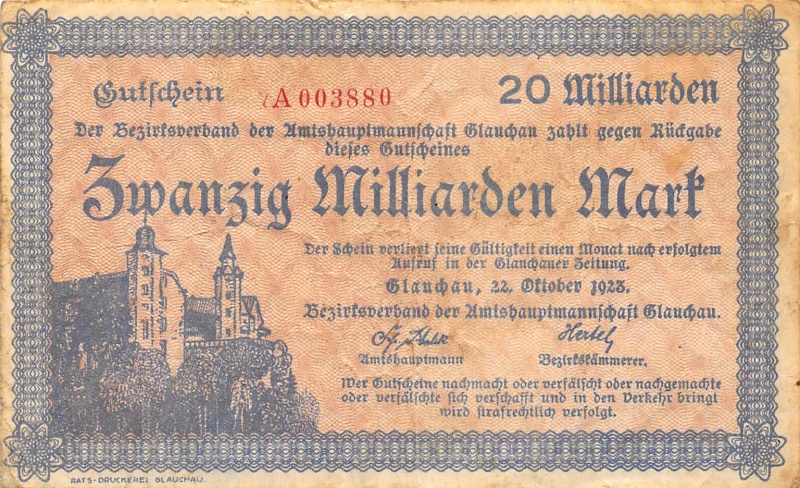 Gutschein A 003880 20 Milliarden
Der Bezirksverband der Amtshauptmannschaft Glauchau zahlt gegen Rückgabe
dieses Gutscheines
Zwanzig Milliarden Mark
Der Schein verliert seine Gültigkeit einen Monat nach erfolgtem
Aufruf in der Glauchauer Zeitung.
Glauchau, 22. Oktober 1923.
Bezirksverband der Amtshauptmannschaft Glauchau.
Hertel
Amtshauptmann Bezirkskämmerer.
Wer Gutscheine nachmacht oder verfälscht oder nachgemachte
oder verfälschte sich verschafft und in den Verkehr bringt
wird strafrechtlich verfolgt.
RATS-DRUCKEREI GLAUCHAU.